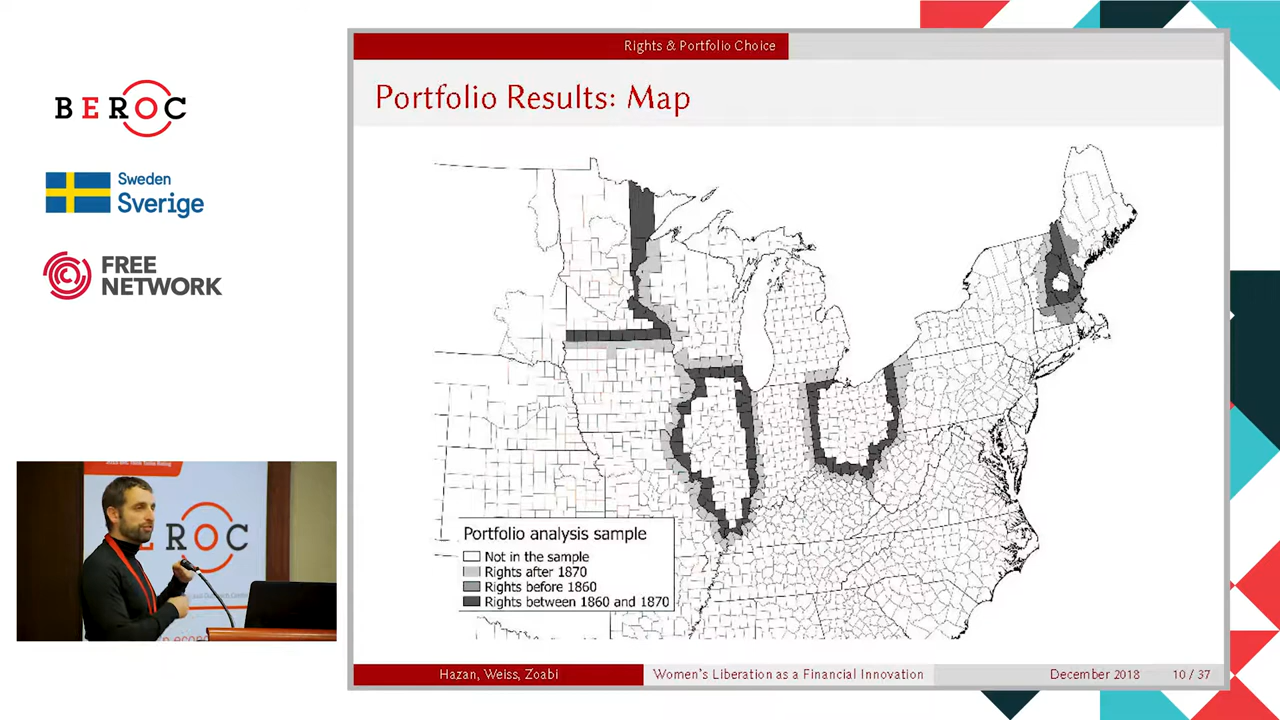 BEROC
Sweden
Sverige
FREE
NETWORK
Rights & Portfolio Choice
Portfolio Results: Map
Portfolio analysis sample
Not in the sample
Rights after 1870
Rights before 1860
Rights between 1860 and 1870
Hazan, Weiss, Zoabi
Women's Liberation as a Financial Innovation
December 2018
10 / 37
EROC